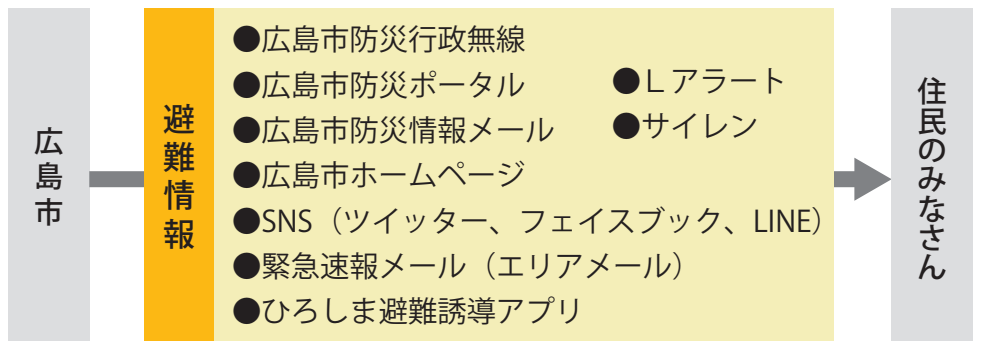 広島市
避難情報
●広島市防災行政無線
●広島市防災ポータル
●広島市防災情報メール
●広島市ホームページ
●SNS（ツイッター、フェイスブック、LINE）
●緊急速報メール（エリアメール）
●ひろしま避難誘導アプリ
●Ｌアラート
●サイレン
住民のみなさん